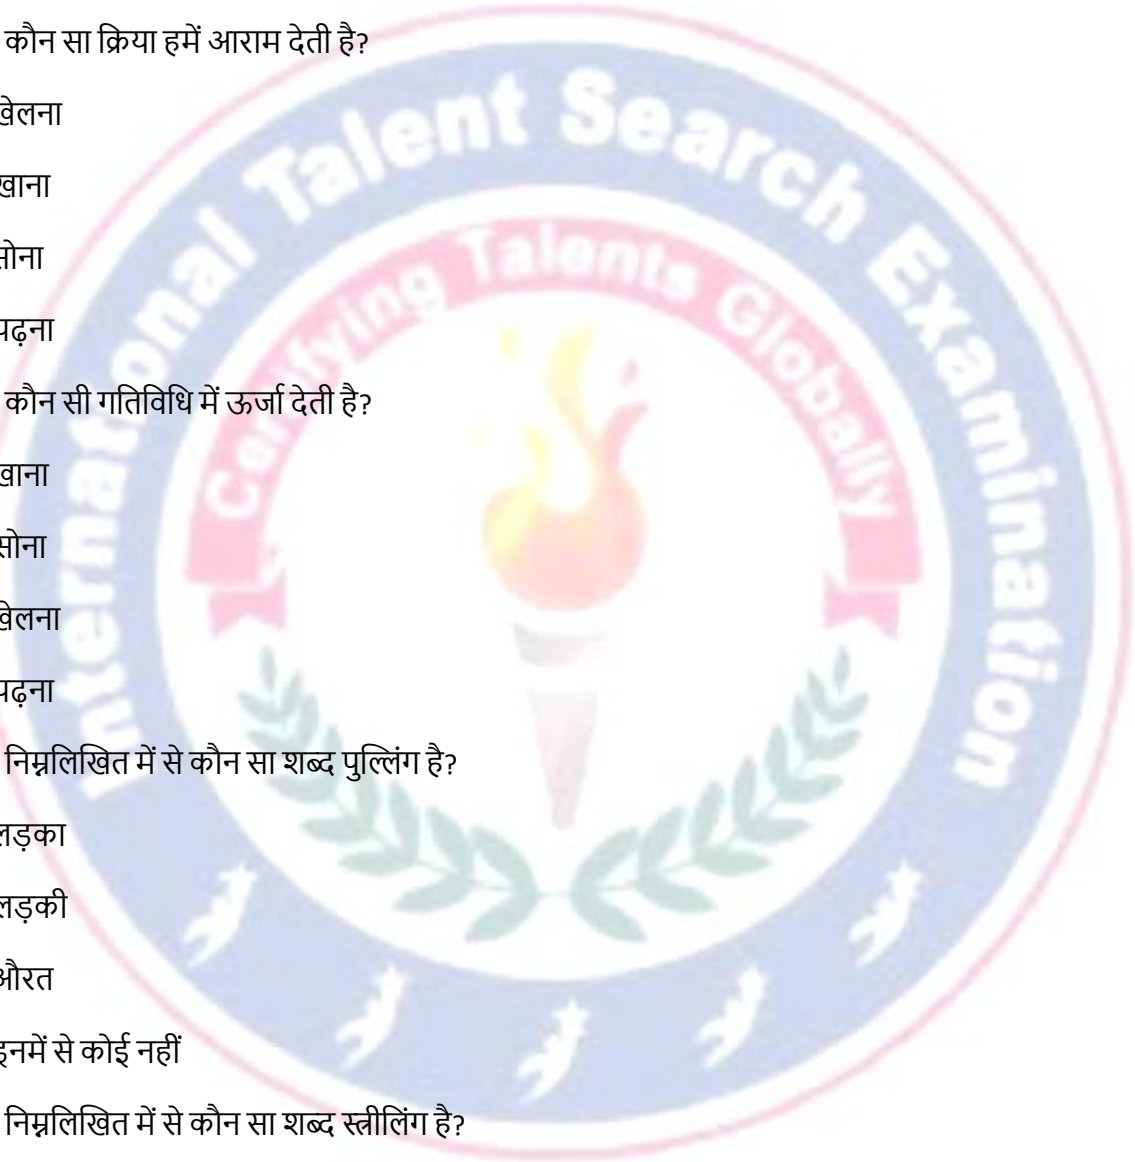 कौन सा क्रिया हमें आराम देती है?
खेलना
खाना
सोना
पढ़ना
कौन सी गतिविधि में ऊर्जा देती है?
खाना
सोना
खेलना
पढ़ना
निम्नलिखित में से कौन सा शब्द पुल्लिंग है?
लड़का
लड़की
औरत
इनमें से कोई नहीं
निम्नलिखित में से कौन सा शब्द स्त्रीलिंग है?
International Talent Search Examination
Certifying Talents Globally